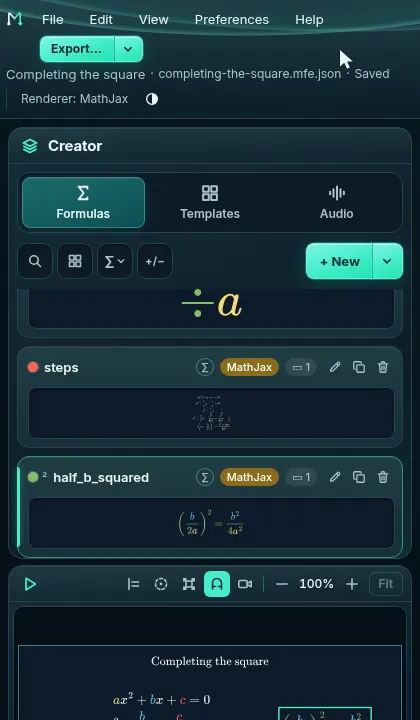 File Edit View Preferences Help
Export...
Completing the square · completing-the-square.mfe.json · Saved
Renderer: MathJax
Creator
Formulas Templates Audio
Σ +/− + New
÷a
steps Σ MathJax 1
2 half_b_squared Σ MathJax 1
(b/2a)² = b²/4a²
100% Fit
Completing the square
ax² + bx + c = 0